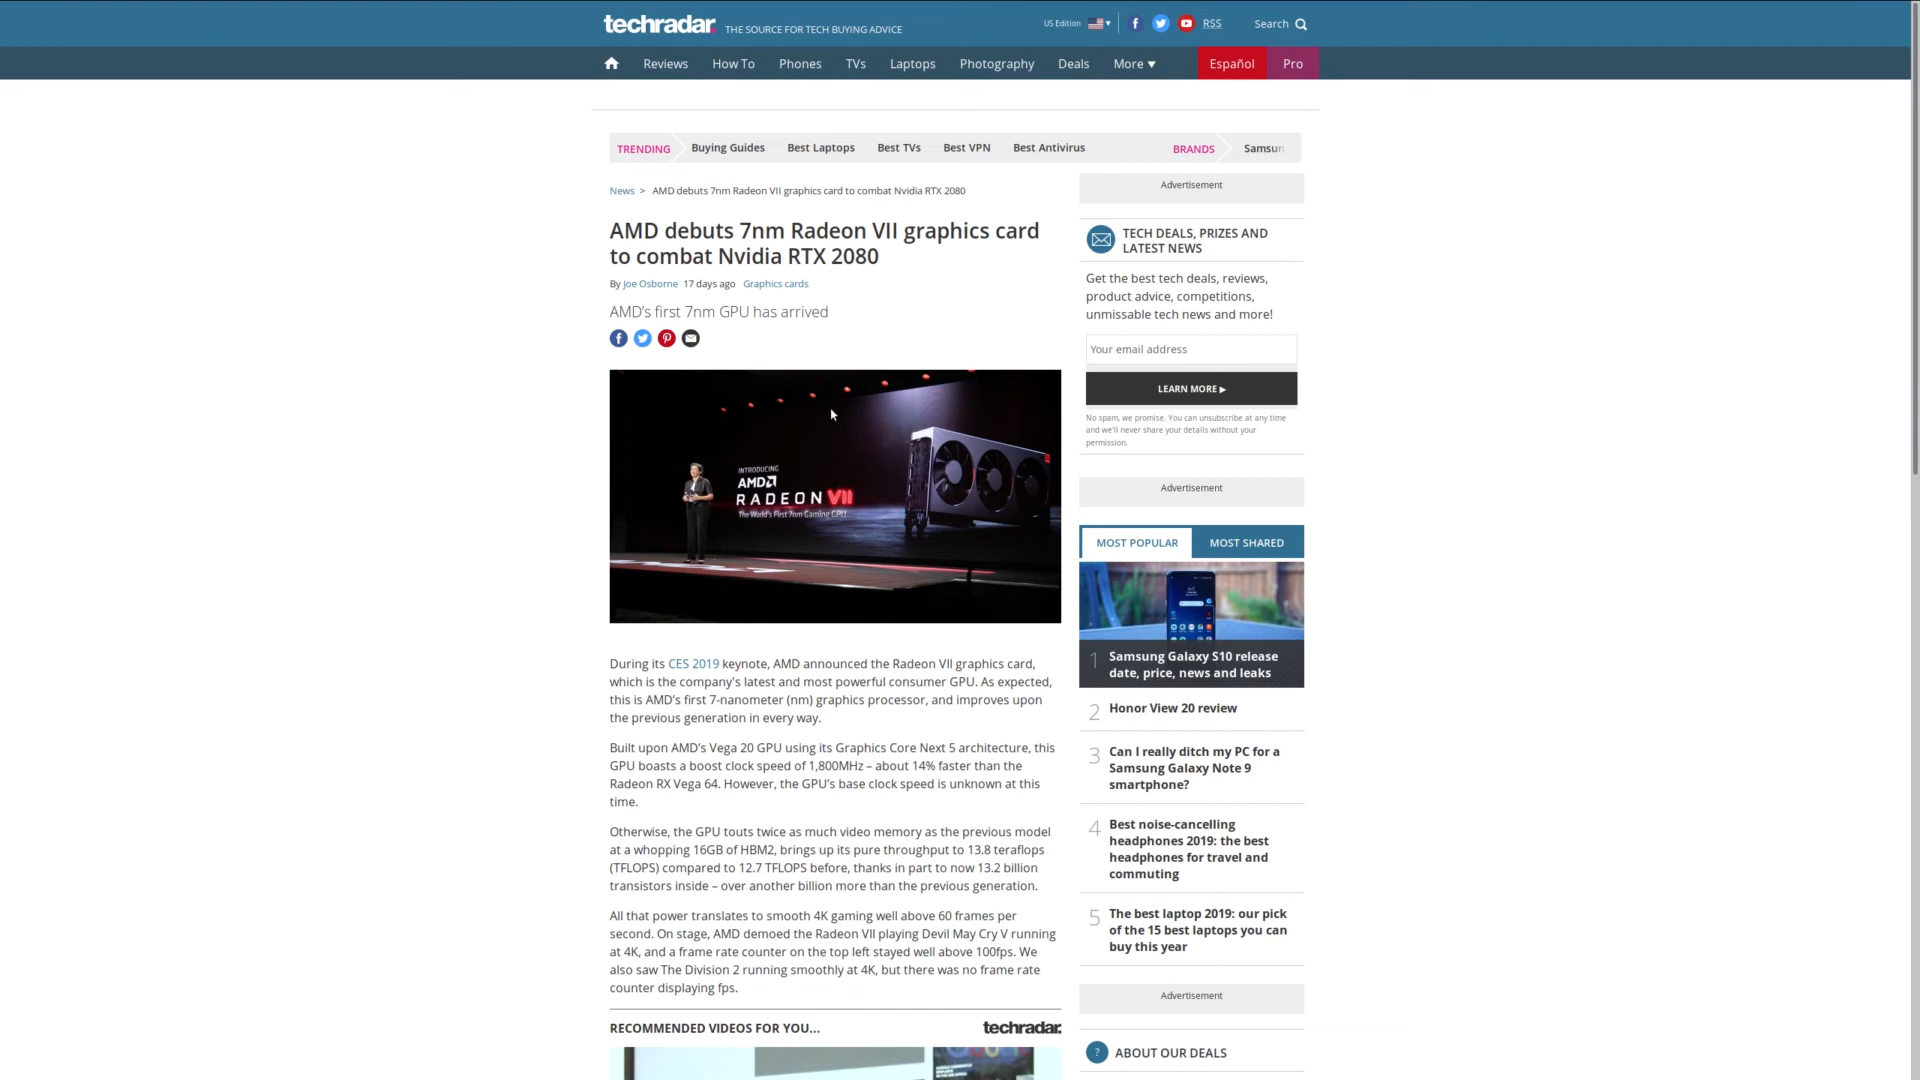 techradar.
THE SOURCE FOR TECH BUYING ADVICE
US Edition
RSS
Search
Reviews
How To
Phones
TVs
Laptops
Photography
Deals
More
Español
Pro
TRENDING
Buying Guides
Best Laptops
Best TVs
Best VPN
Best Antivirus
BRANDS
Samsun
News > AMD debuts 7nm Radeon VII graphics card to combat Nvidia RTX 2080
AMD debuts 7nm Radeon VII graphics card
to combat Nvidia RTX 2080
By Joe Osborne 17 days ago Graphics cards
AMD's first 7nm GPU has arrived
INTRODUCING
AMD
RADEON VII
The World's First 7nm Gaming GPU
During its CES 2019 keynote, AMD announced the Radeon VII graphics card,
which is the company's latest and most powerful consumer GPU. As expected,
this is AMD's first 7-nanometer (nm) graphics processor, and improves upon
the previous generation in every way.
Built upon AMD's Vega 20 GPU using its Graphics Core Next 5 architecture, this
GPU boasts a boost clock speed of 1,800MHz – about 14% faster than the
Radeon RX Vega 64. However, the GPU's base clock speed is unknown at this
time.
Otherwise, the GPU touts twice as much video memory as the previous model
at a whopping 16GB of HBM2, brings up its pure throughput to 13.8 teraflops
(TFLOPS) compared to 12.7 TFLOPS before, thanks in part to now 13.2 billion
transistors inside – over another billion more than the previous generation.
All that power translates to smooth 4K gaming well above 60 frames per
second. On stage, AMD demoed the Radeon VII playing Devil May Cry V running
at 4K, and a frame rate counter on the top left stayed well above 100fps. We
also saw The Division 2 running smoothly at 4K, but there was no frame rate
counter displaying fps.
RECOMMENDED VIDEOS FOR YOU...
techradar.
Advertisement
TECH DEALS, PRIZES AND
LATEST NEWS
Get the best tech deals, reviews,
product advice, competitions,
unmissable tech news and more!
Your email address
LEARN MORE ▶
No spam, we promise. You can unsubscribe at any time
and we'll never share your details without your
permission.
Advertisement
MOST POPULAR
MOST SHARED
1 Samsung Galaxy S10 release
date, price, news and leaks
2 Honor View 20 review
3 Can I really ditch my PC for a
Samsung Galaxy Note 9
smartphone?
4 Best noise-cancelling
headphones 2019: the best
headphones for travel and
commuting
5 The best laptop 2019: our pick
of the 15 best laptops you can
buy this year
Advertisement
? ABOUT OUR DEALS